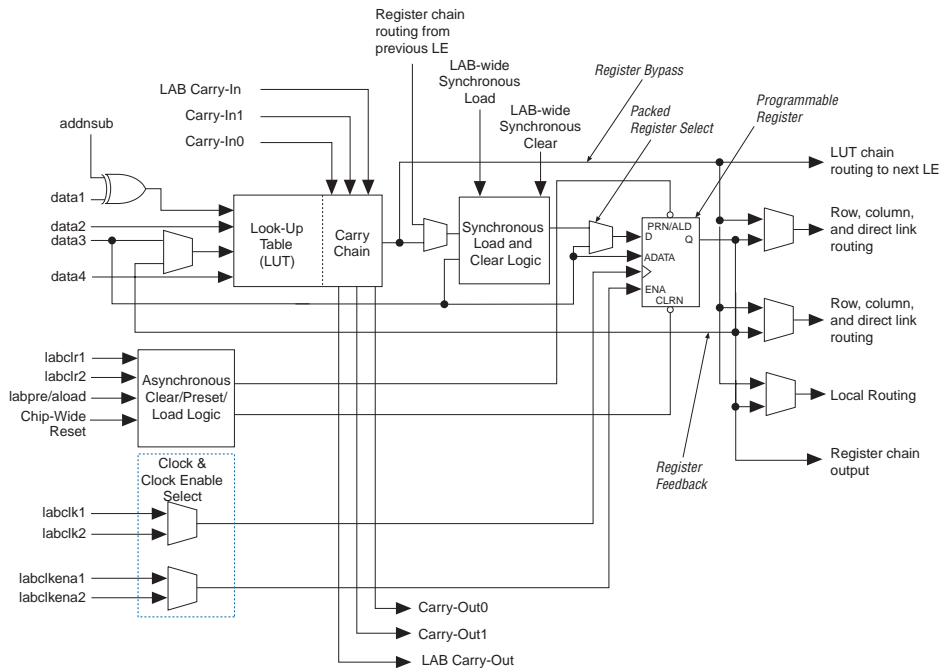 Register chain
routing from
previous LE
LAB-wide
Synchronous
Load
LAB-wide
Synchronous
Clear
Register Bypass
Packed
Register Select
Programmable
Register
LAB Carry-In
Carry-In1
Carry-In0
addnsub
data1
data2
data3
data4
Look-Up
Table
(LUT)
Carry
Chain
Synchronous
Load and
Clear Logic
PRN/ALD
D
Q
ADATA
ENA
CLRN
LUT chain
routing to next LE
Row, column,
and direct link
routing
Row, column,
and direct link
routing
Local Routing
Register chain
output
Register
Feedback
labclr1
labclr2
labpre/aload
Chip-Wide
Reset
Asynchronous
Clear/Preset/
Load Logic
Clock &
Clock Enable
Select
labclk1
labclk2
labclkena1
labclkena2
Carry-Out0
Carry-Out1
LAB Carry-Out